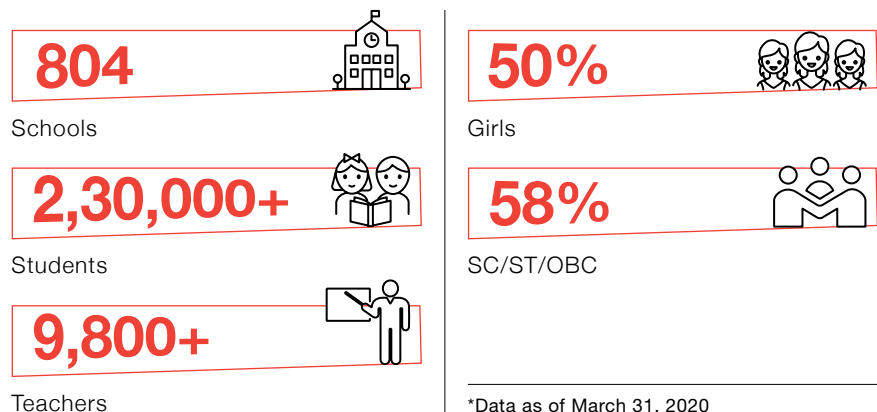 804
Schools
2,30,000+
Students
9,800+
Teachers
50%
Girls
58%
SC/ST/OBC
*Data as of March 31, 2020